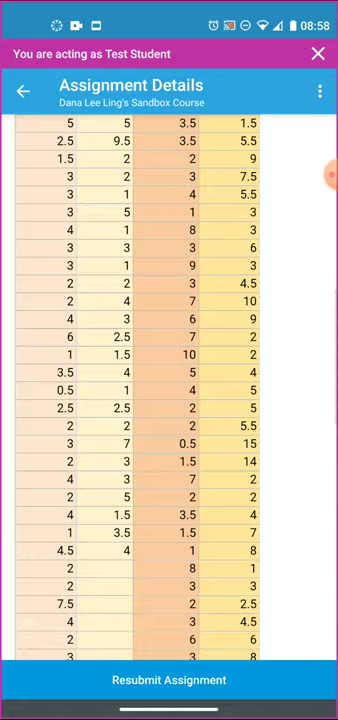 08:58
You are acting as Test Student
Assignment Details
Dana Lee Ling's Sandbox Course
5 5 3.5 1.5
2.5 9.5 3.5 5.5
1.5 2 2 9
3 2 3 7.5
3 1 4 5.5
3 5 1 3
4 1 8 3
3 3 3 6
3 1 9 3
2 2 3 4.5
2 4 7 10
4 3 6 9
6 2.5 7 2
1 1.5 10 2
3.5 4 5 4
0.5 1 4 5
2.5 2.5 2 5
2 2 2 5.5
3 7 0.5 15
2 3 1.5 14
4 3 7 2
2 5 2 2
4 1.5 3.5 4
1 3.5 1.5 7
4.5 4 1 8
2 8 1
2 3 3
7.5 2 2.5
4 3 4.5
2 6 6
3 3 8
Resubmit Assignment